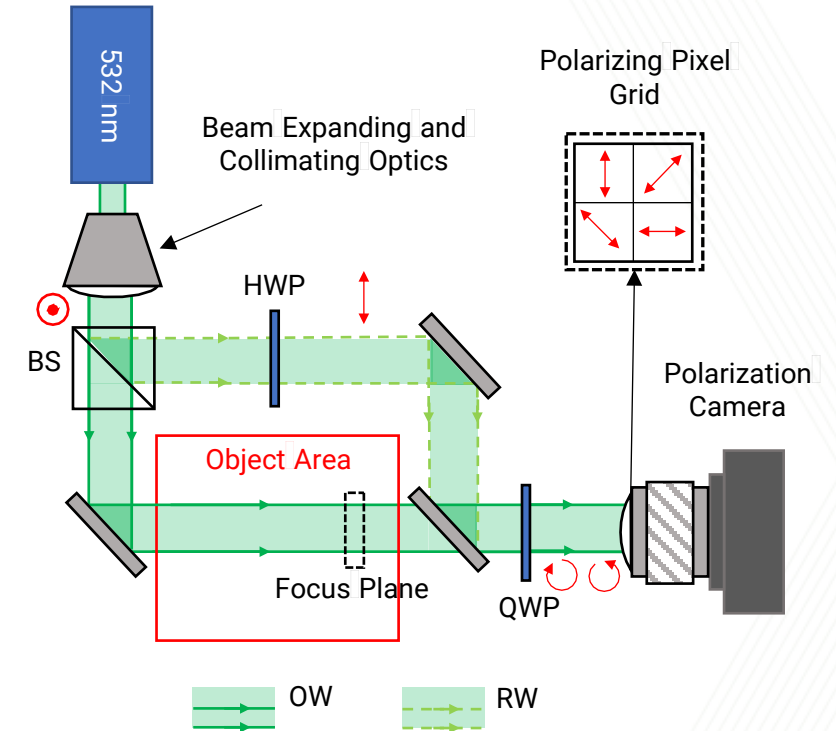 532 nm
Polarizing Pixel
Grid
Beam Expanding and
Collimating Optics
HWP
BS
Polarization
Camera
Object Area
Focus Plane
QWP
OW
RW